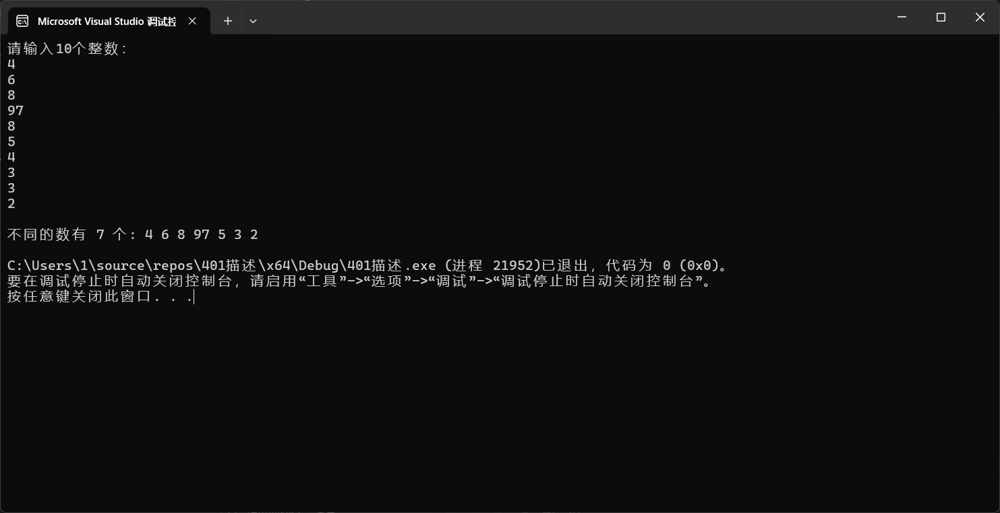 Microsoft Visual Studio 调试控
请输入10个整数:
4
6
8
97
8
5
4
3
3
2
不同的数有 7 个: 4 6 8 97 5 3 2
C:\Users\1\source\repos\401描述\x64\Debug\401描述.exe (进程 21952)已退出，代码为 0 (0x0)。
要在调试停止时自动关闭控制台，请启用“工具”->“选项”->“调试”->“调试停止时自动关闭控制台”。
按任意键关闭此窗口. . .